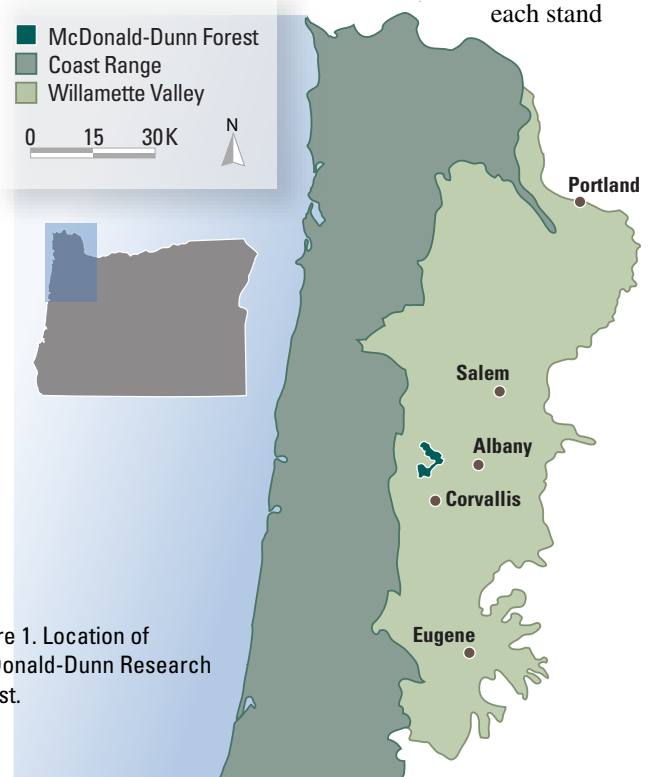 each stand
McDonald-Dunn Forest
Coast Range
Willamette Valley
0 15 30K
N
Portland
Salem
Albany
Corvallis
Eugene
re 1. Location of
Donald-Dunn Research
st.